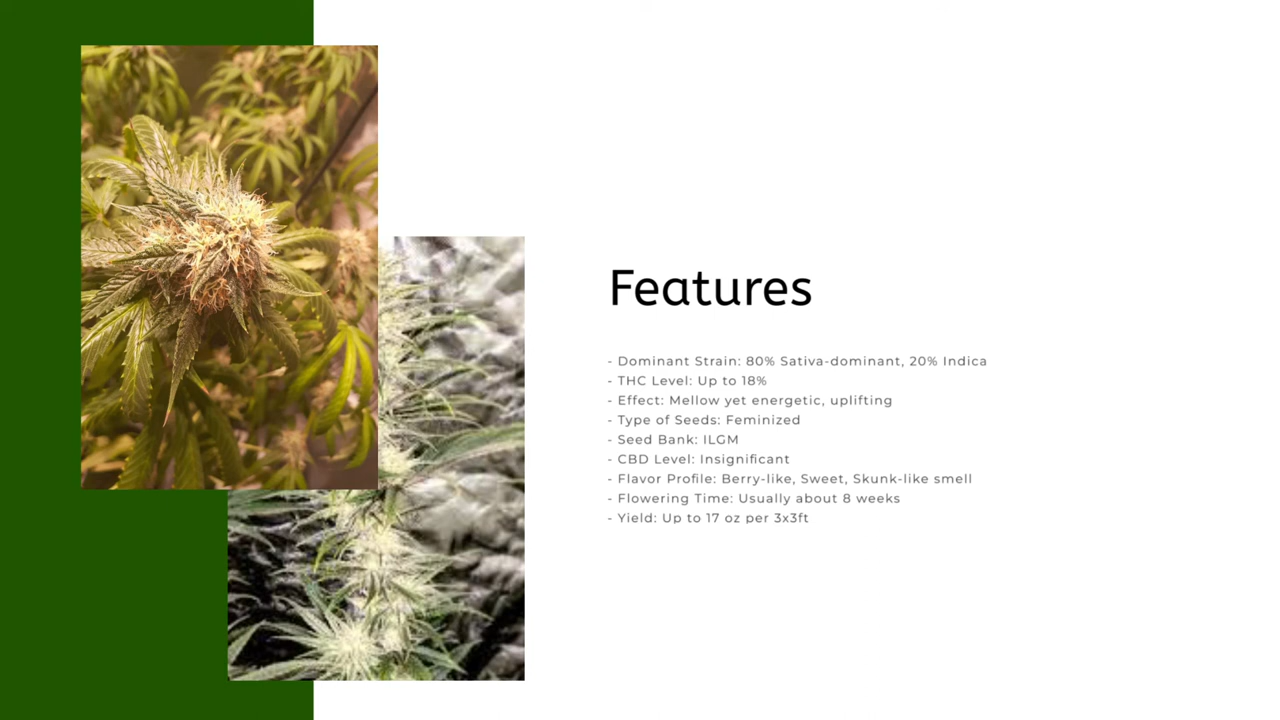 Features
- Dominant Strain: 80% Sativa-dominant, 20% Indica
- THC Level: Up to 18%
- Effect: Mellow yet energetic, uplifting
- Type of Seeds: Feminized
- Seed Bank: ILGM
- CBD Level: Insignificant
- Flavor Profile: Berry-like, Sweet, Skunk-like smell
- Flowering Time: Usually about 8 weeks
- Yield: Up to 17 oz per 3x3ft